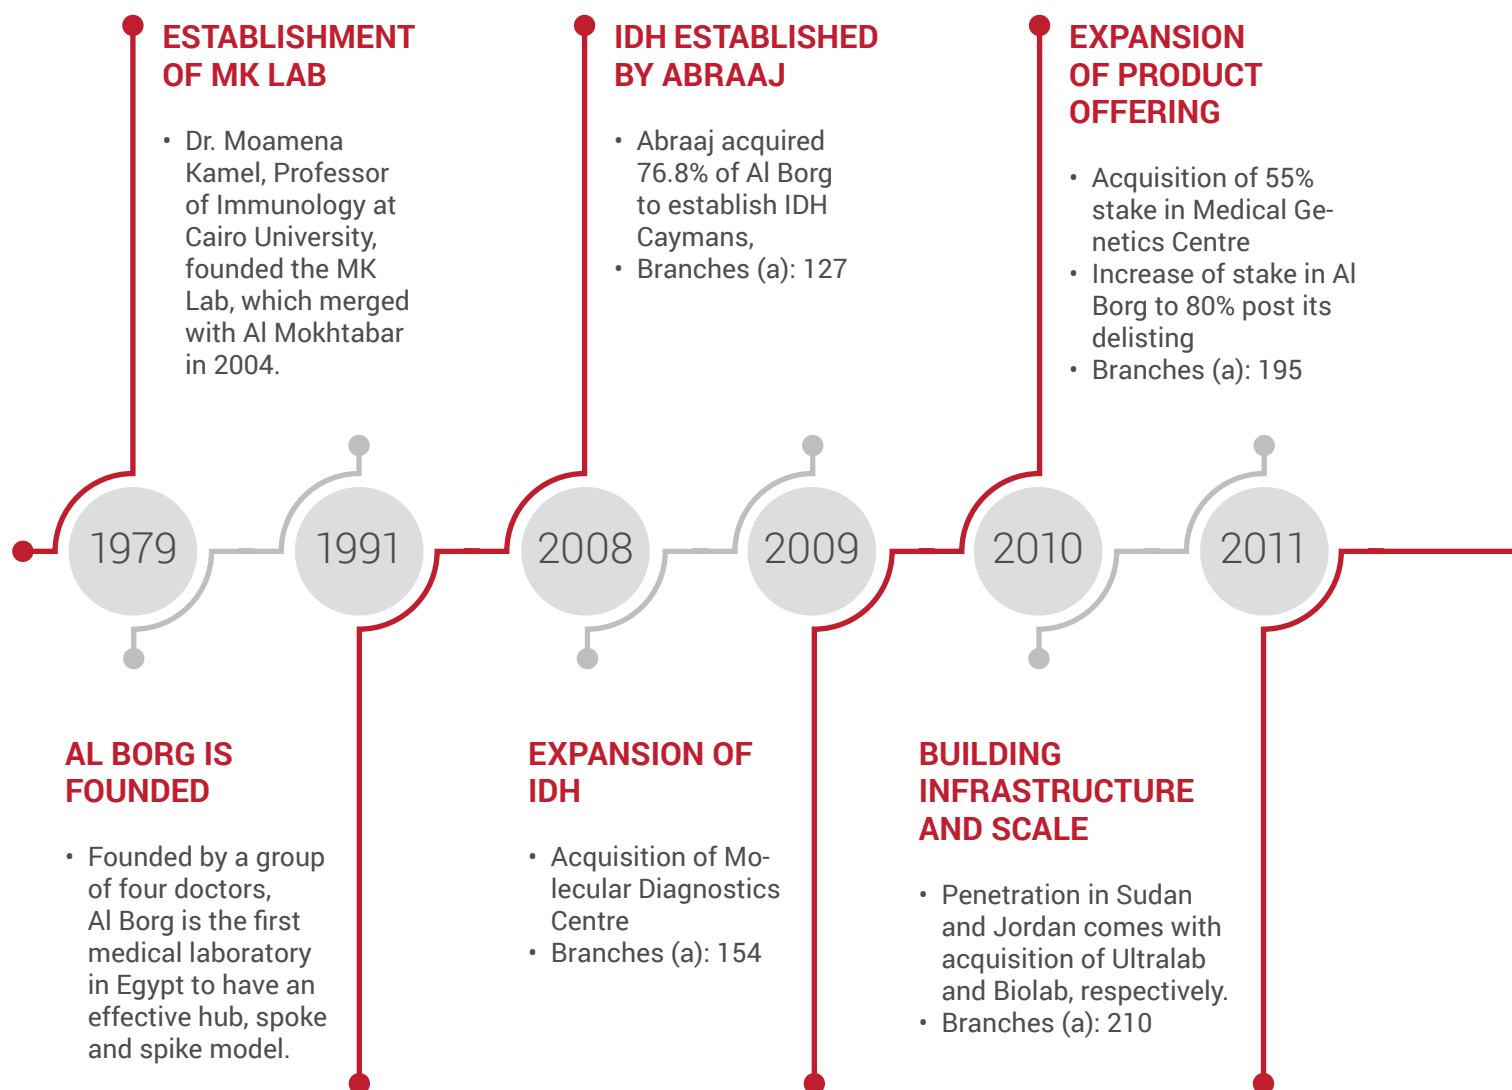 ESTABLISHMENT
OF MK LAB
• Dr. Moamena
Kamel, Professor
of Immunology at
Cairo University,
founded the MK
Lab, which merged
with Al Mokhtabar
in 2004.
IDH ESTABLISHED
BY ABRAAJ
• Abraaj acquired
76.8% of Al Borg
to establish IDH
Caymans,
• Branches (a): 127
EXPANSION
OF PRODUCT
OFFERING
• Acquisition of 55%
stake in Medical Ge-
netics Centre
• Increase of stake in Al
Borg to 80% post its
delisting
• Branches (a): 195
1979
1991
2008
2009
2010
2011
AL BORG IS
FOUNDED
• Founded by a group
of four doctors,
Al Borg is the first
medical laboratory
in Egypt to have an
effective hub, spoke
and spike model.
EXPANSION OF
IDH
• Acquisition of Mo-
lecular Diagnostics
Centre
• Branches (a): 154
BUILDING
INFRASTRUCTURE
AND SCALE
• Penetration in Sudan
and Jordan comes with
acquisition of Ultralab
and Biolab, respectively.
• Branches (a): 210